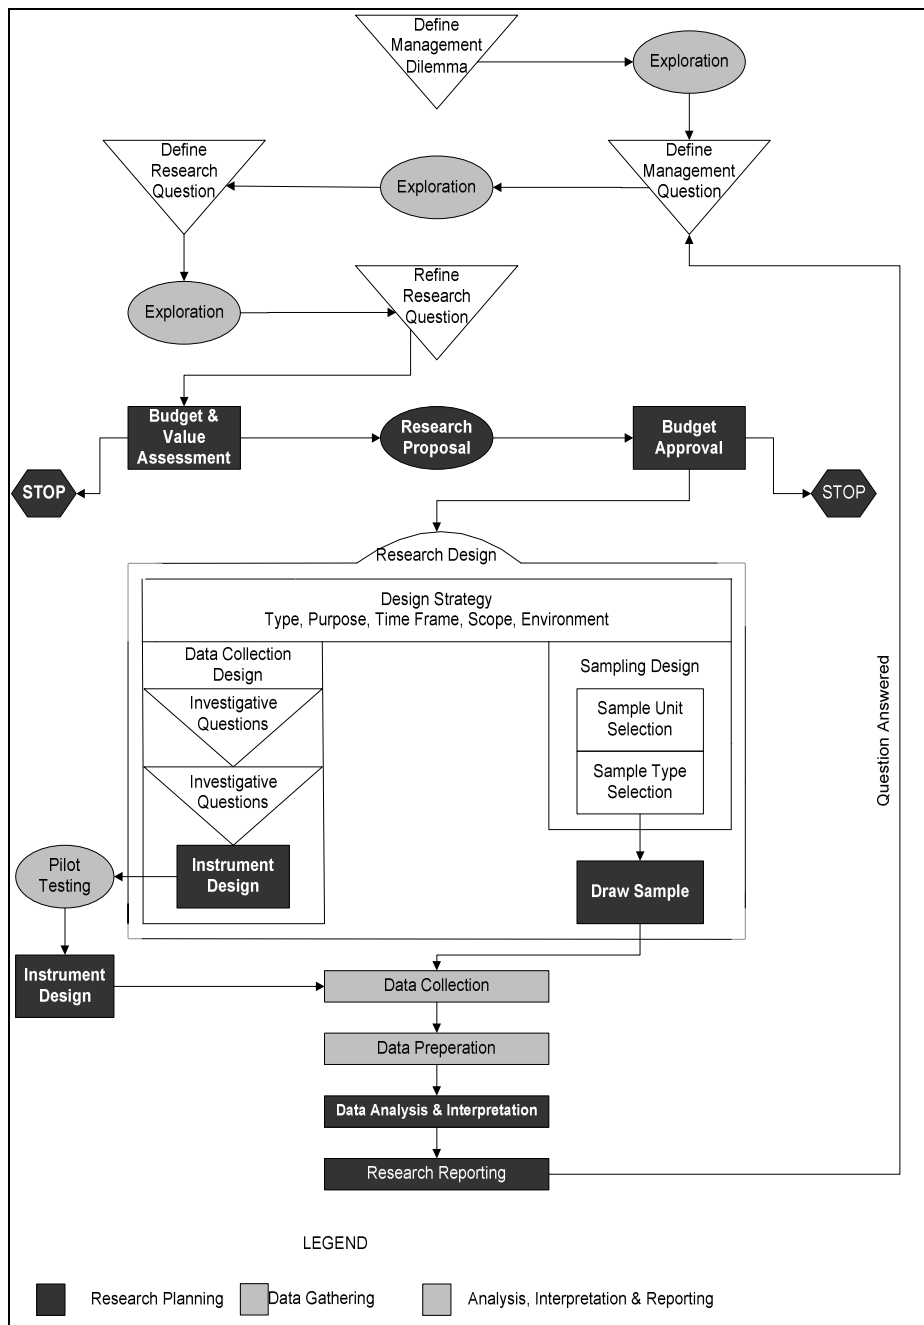 Define
Management
Dilemma
Exploration
Define
Research
Question
Exploration
Define
Management
Question
Exploration
Refine
Research
Question
Budget &
Value
Assessment
Research
Proposal
Budget
Approval
STOP
STOP
Research Design
Design Strategy
Type, Purpose, Time Frame, Scope, Environment
Data Collection
Design
Sampling Design
Investigative
Questions
Sample Unit
Selection
Investigative
Questions
Sample Type
Selection
Question Answered
Pilot
Testing
Instrument
Design
Draw Sample
Instrument
Design
Data Collection
Data Preperation
Data Analysis & Interpretation
Research Reporting
LEGEND
Research Planning
Data Gathering
Analysis, Interpretation & Reporting